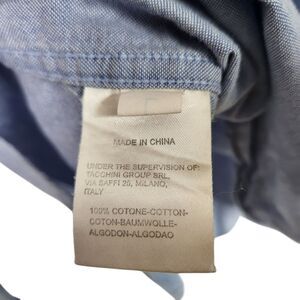 MADE IN CHINA
UNDER THE SUPERVISION OF:
TACCHINI GROUP SRL,
VIA SAFFI 25, MILANO,
ITALY
100% COTONE-COTTON-
COTON-BAUMWOLLE-
ALGODON-ALGODAO